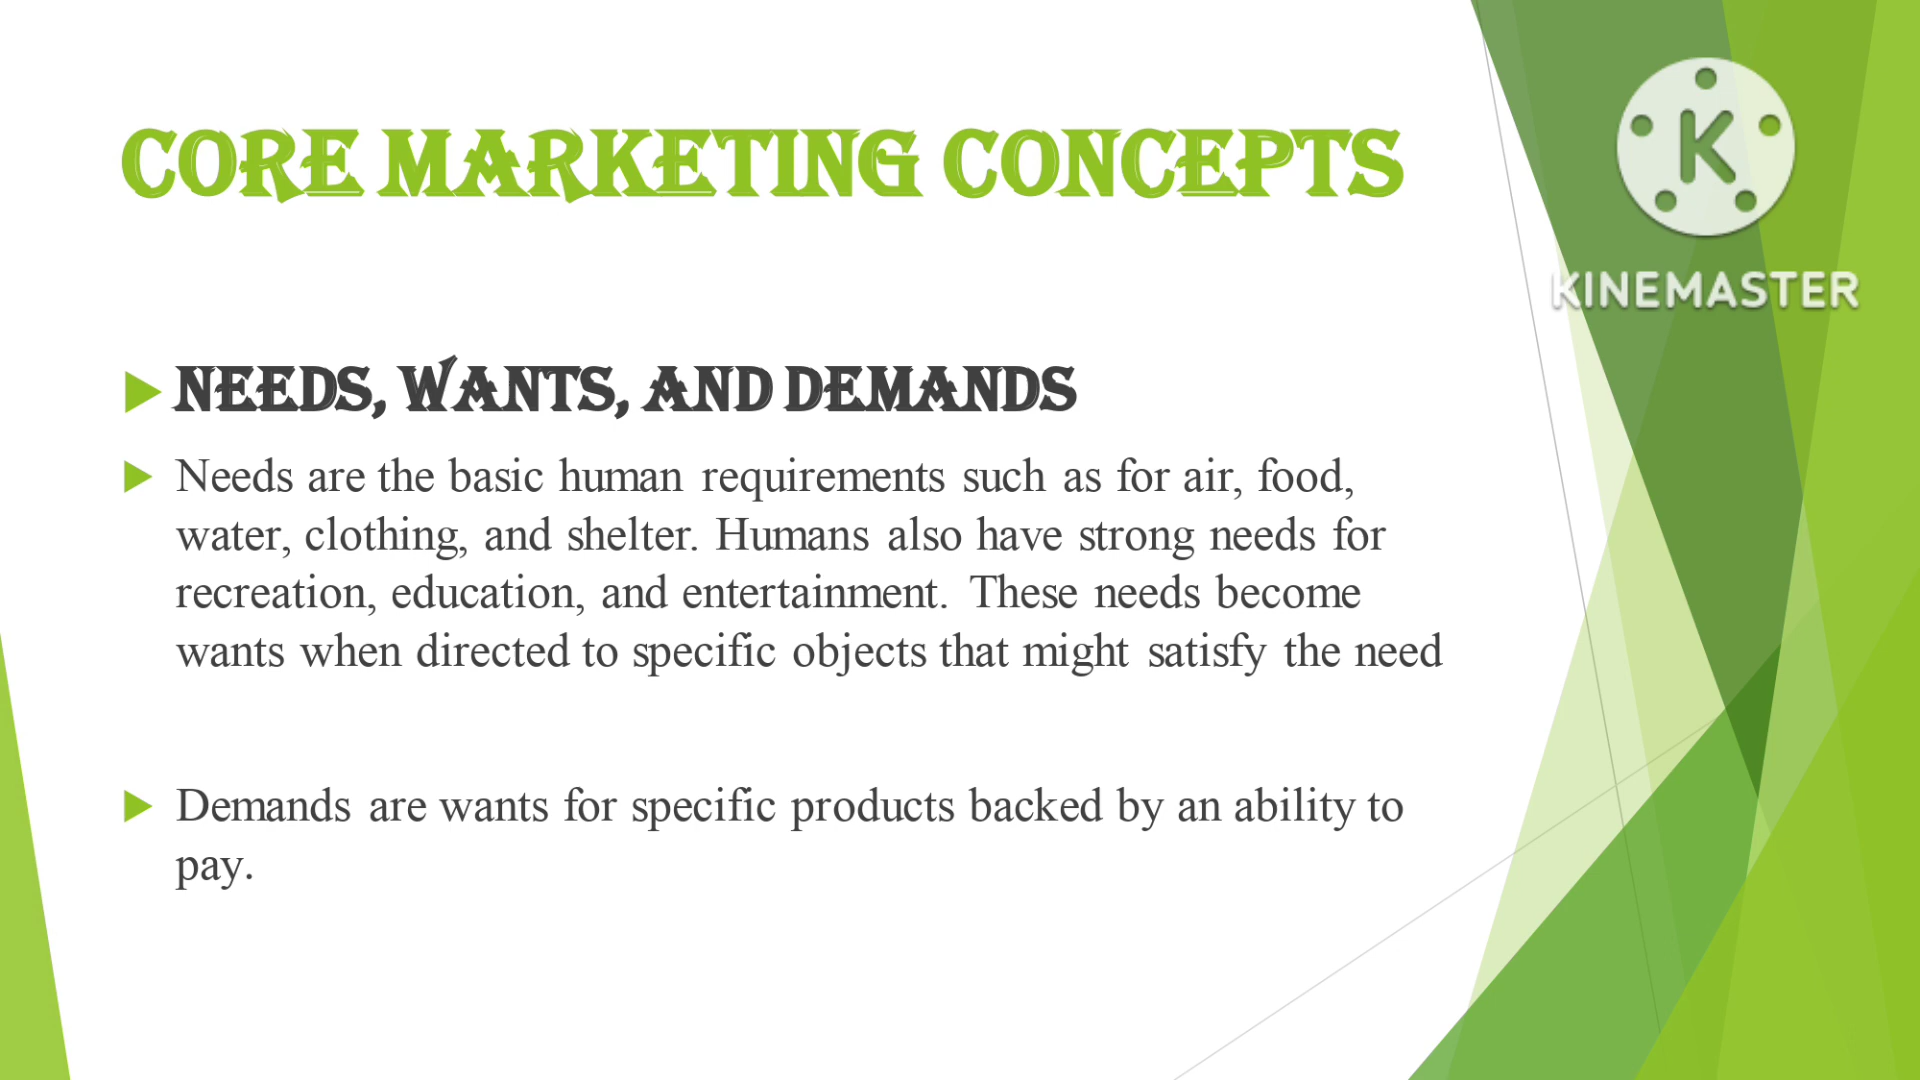 CORE MARKETING CONCEPTS
K
KINEMASTER
NEEDS, WANTS, AND DEMANDS
Needs are the basic human requirements such as for air, food,
water, clothing, and shelter. Humans also have strong needs for
recreation, education, and entertainment. These needs become
wants when directed to specific objects that might satisfy the need
Demands are wants for specific products backed by an ability to
pay.